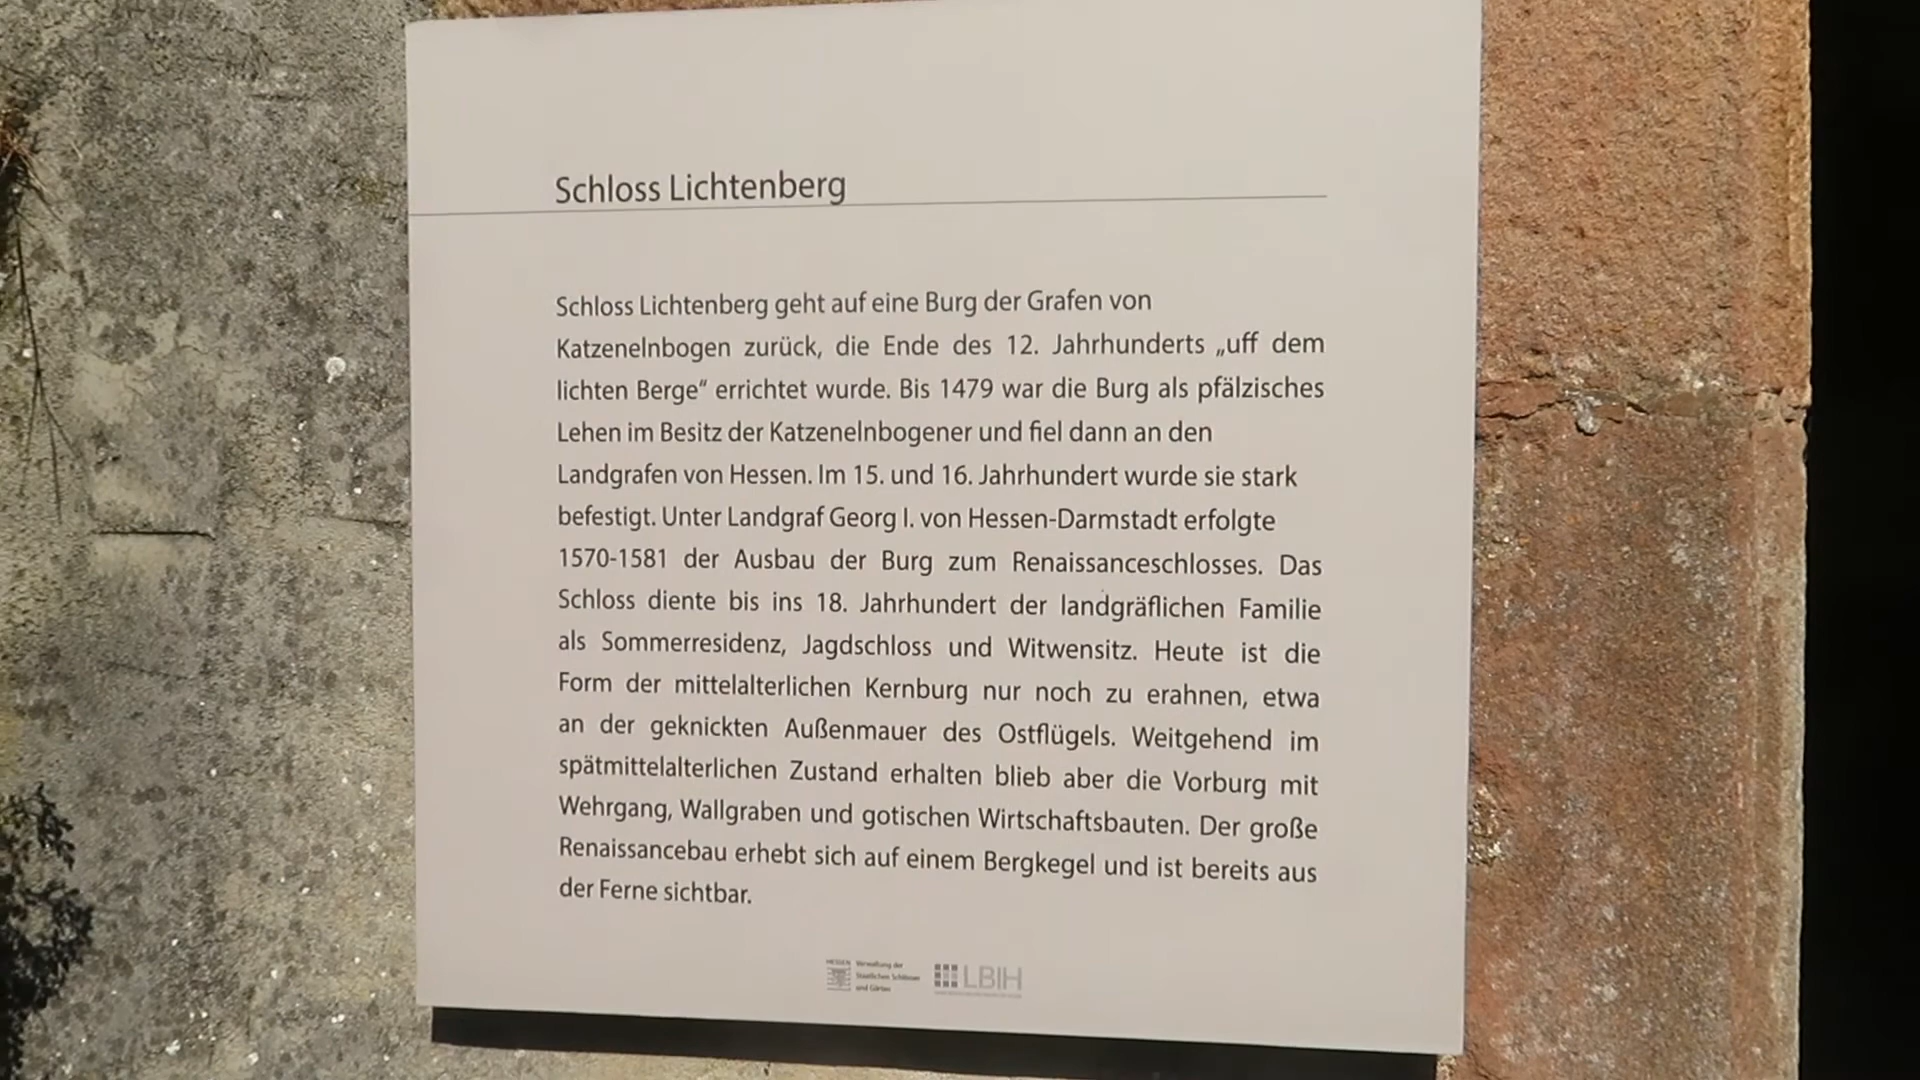 Schloss Lichtenberg
Schloss Lichtenberg geht auf eine Burg der Grafen von
Katzenelnbogen zurück, die Ende des 12. Jahrhunderts „uff dem
lichten Berge“ errichtet wurde. Bis 1479 war die Burg als pfälzisches
Lehen im Besitz der Katzenelnbogener und fiel dann an den
Landgrafen von Hessen. Im 15. und 16. Jahrhundert wurde sie stark
befestigt. Unter Landgraf Georg I. von Hessen-Darmstadt erfolgte
1570-1581 der Ausbau der Burg zum Renaissanceschlosses. Das
Schloss diente bis ins 18. Jahrhundert der landgräflichen Familie
als Sommerresidenz, Jagdschloss und Witwensitz. Heute ist die
Form der mittelalterlichen Kernburg nur noch zu erahnen, etwa
an der geknickten Außenmauer des Ostflügels. Weitgehend im
spätmittelalterlichen Zustand erhalten blieb aber die Vorburg mit
Wehrgang, Wallgraben und gotischen Wirtschaftsbauten. Der große
Renaissancebau erhebt sich auf einem Bergkegel und ist bereits aus
der Ferne sichtbar.
HESSEN
Verwaltung der
Staatlichen Schlösser
und Gärten
LBIH